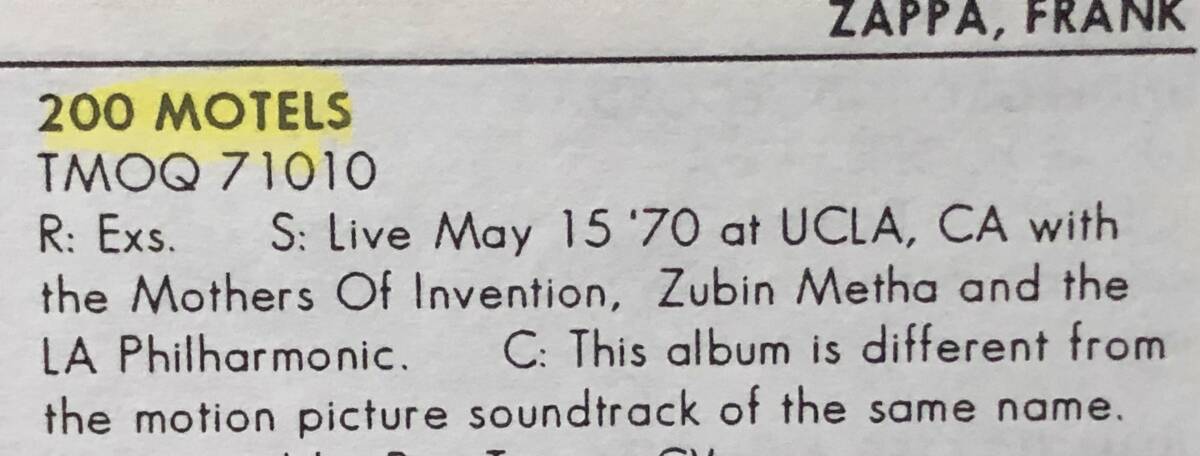 ZAPPA, FRANK
200 MOTELS
TMOQ 71010
R: Exs. S: Live May 15 '70 at UCLA, CA with
the Mothers Of Invention, Zubin Metha and the
LA Philharmonic. C: This album is different from
the motion picture soundtrack of the same name.